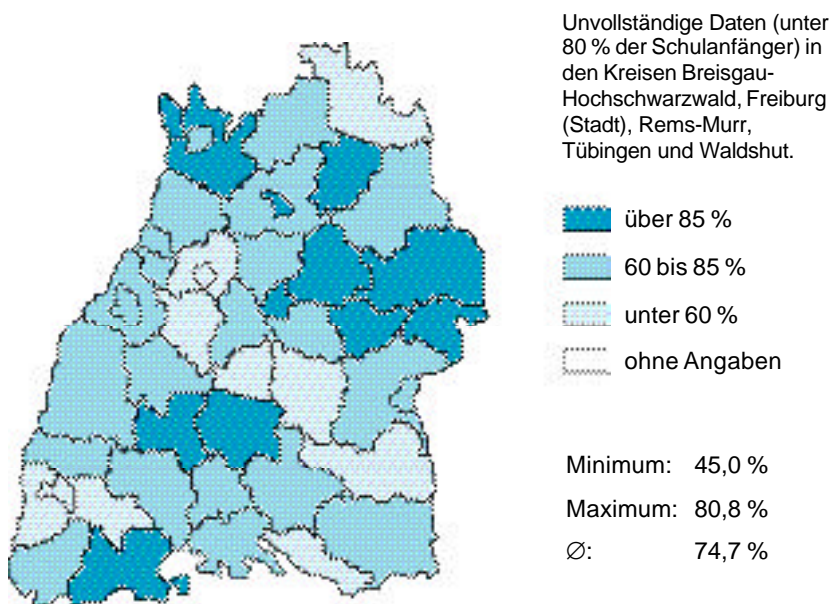 Unvollständige Daten (unter
80 % der Schulanfänger) in
den Kreisen Breisgau-
Hochschwarzwald, Freiburg
(Stadt), Rems-Murr,
Tübingen und Waldshut.
über 85 %
60 bis 85 %
unter 60 %
ohne Angaben
Minimum: 45,0 %
Maximum: 80,8 %
∅: 74,7 %